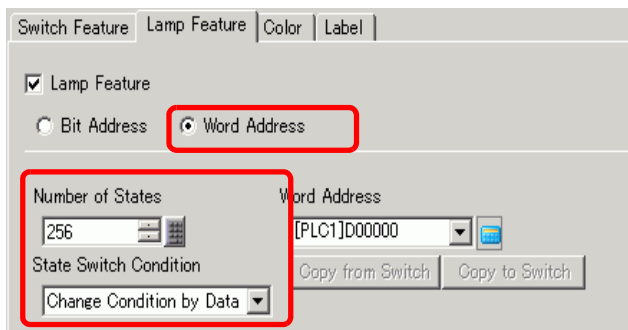 Switch Feature Lamp Feature Color Label
Lamp Feature
Bit Address Word Address
Number of States Word Address
256 [PLC1]D00000
State Switch Condition Copy from Switch Copy to Switch
Change Condition by Data